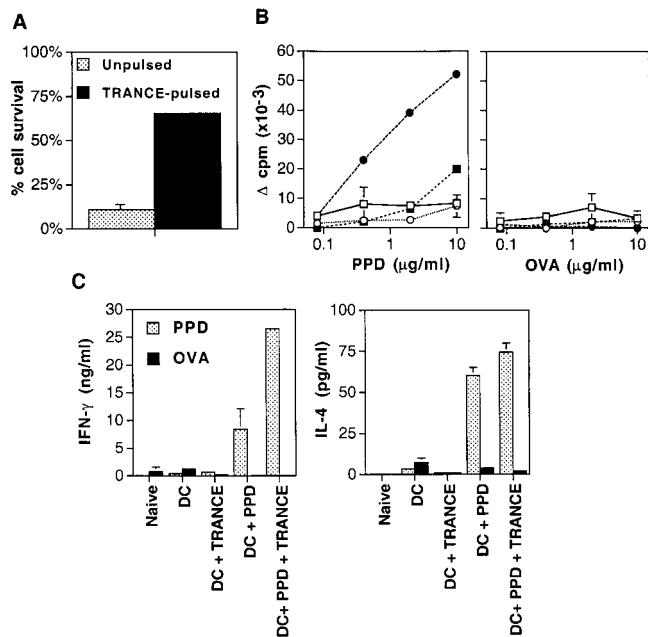 A
100%
75%
50%
25%
0%
% cell survival
Unpulsed
TRANCE-pulsed
B
60
50
40
30
20
10
0
Δ cpm (x10-3)
0.1 1 10
PPD (μg/ml)
0.1 1 10
OVA (μg/ml)
C
30
25
20
15
10
5
0
IFN-γ (ng/ml)
PPD
OVA
Naive
DC
DC + TRANCE
DC + PPD
DC+ PPD + TRANCE
100
75
50
25
0
IL-4 (pg/ml)
Naive
DC
DC + TRANCE
DC + PPD
DC + PPD + TRANCE